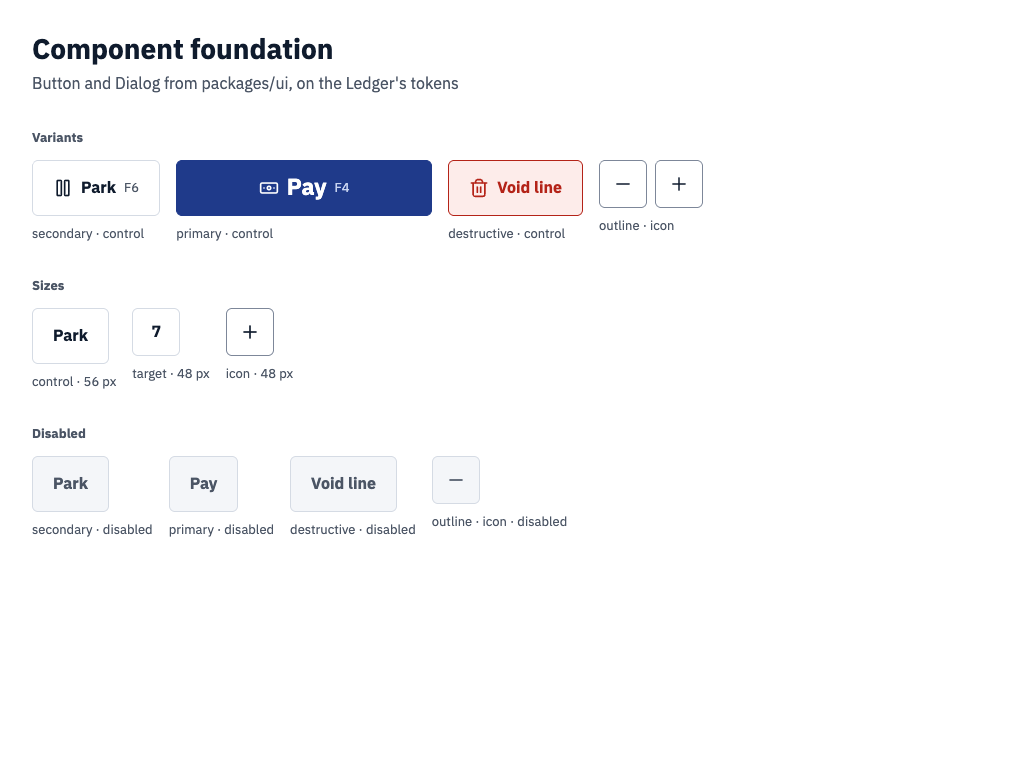 Component foundation
Button and Dialog from packages/ui, on the Ledger's tokens
Variants
Park F6
Pay F4
Void line
secondary · control
primary · control
destructive · control
outline · icon
Sizes
Park
7
control · 56 px
target · 48 px
icon · 48 px
Disabled
Park
Pay
Void line
secondary · disabled
primary · disabled
destructive · disabled
outline · icon · disabled